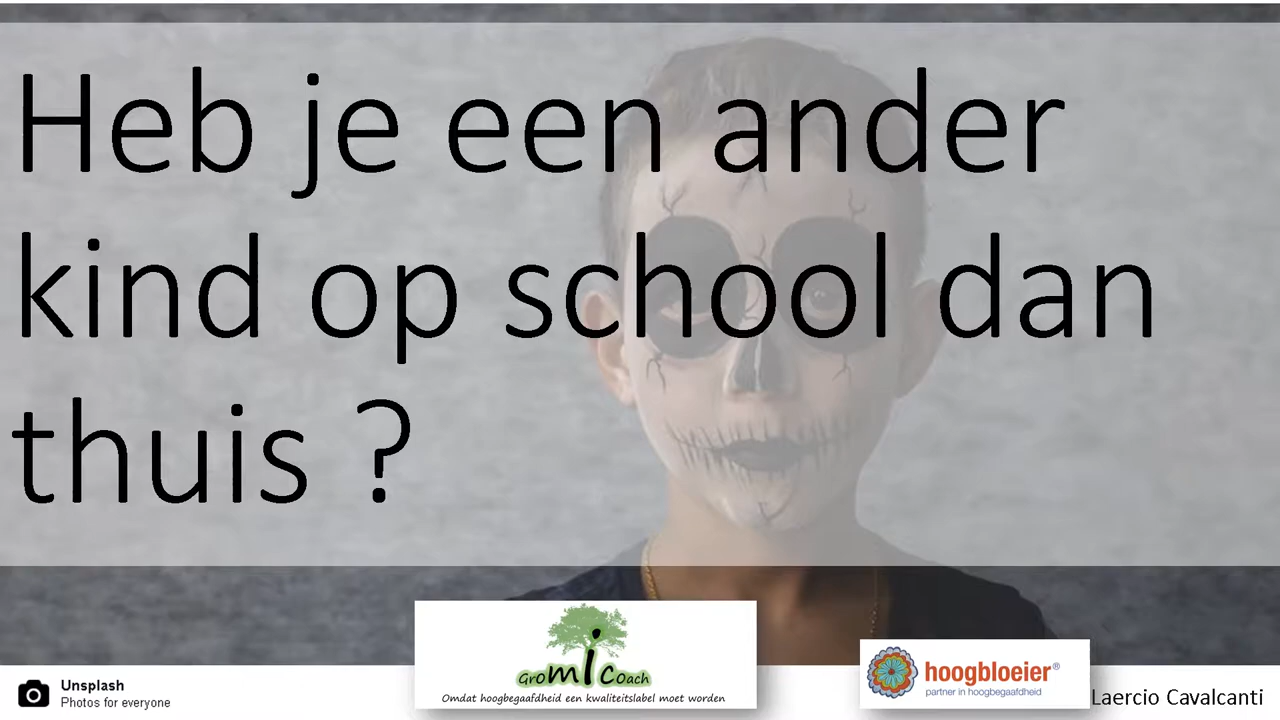 Heb je een ander
kind op school dan
thuis ?
GromiCoach
Omdat hoogbegaafdheid een kwaliteitslabel moet worden
hoogbloeier®
partner in hoogbegaafdheid
Unsplash
Photos for everyone
Laercio Cavalcanti